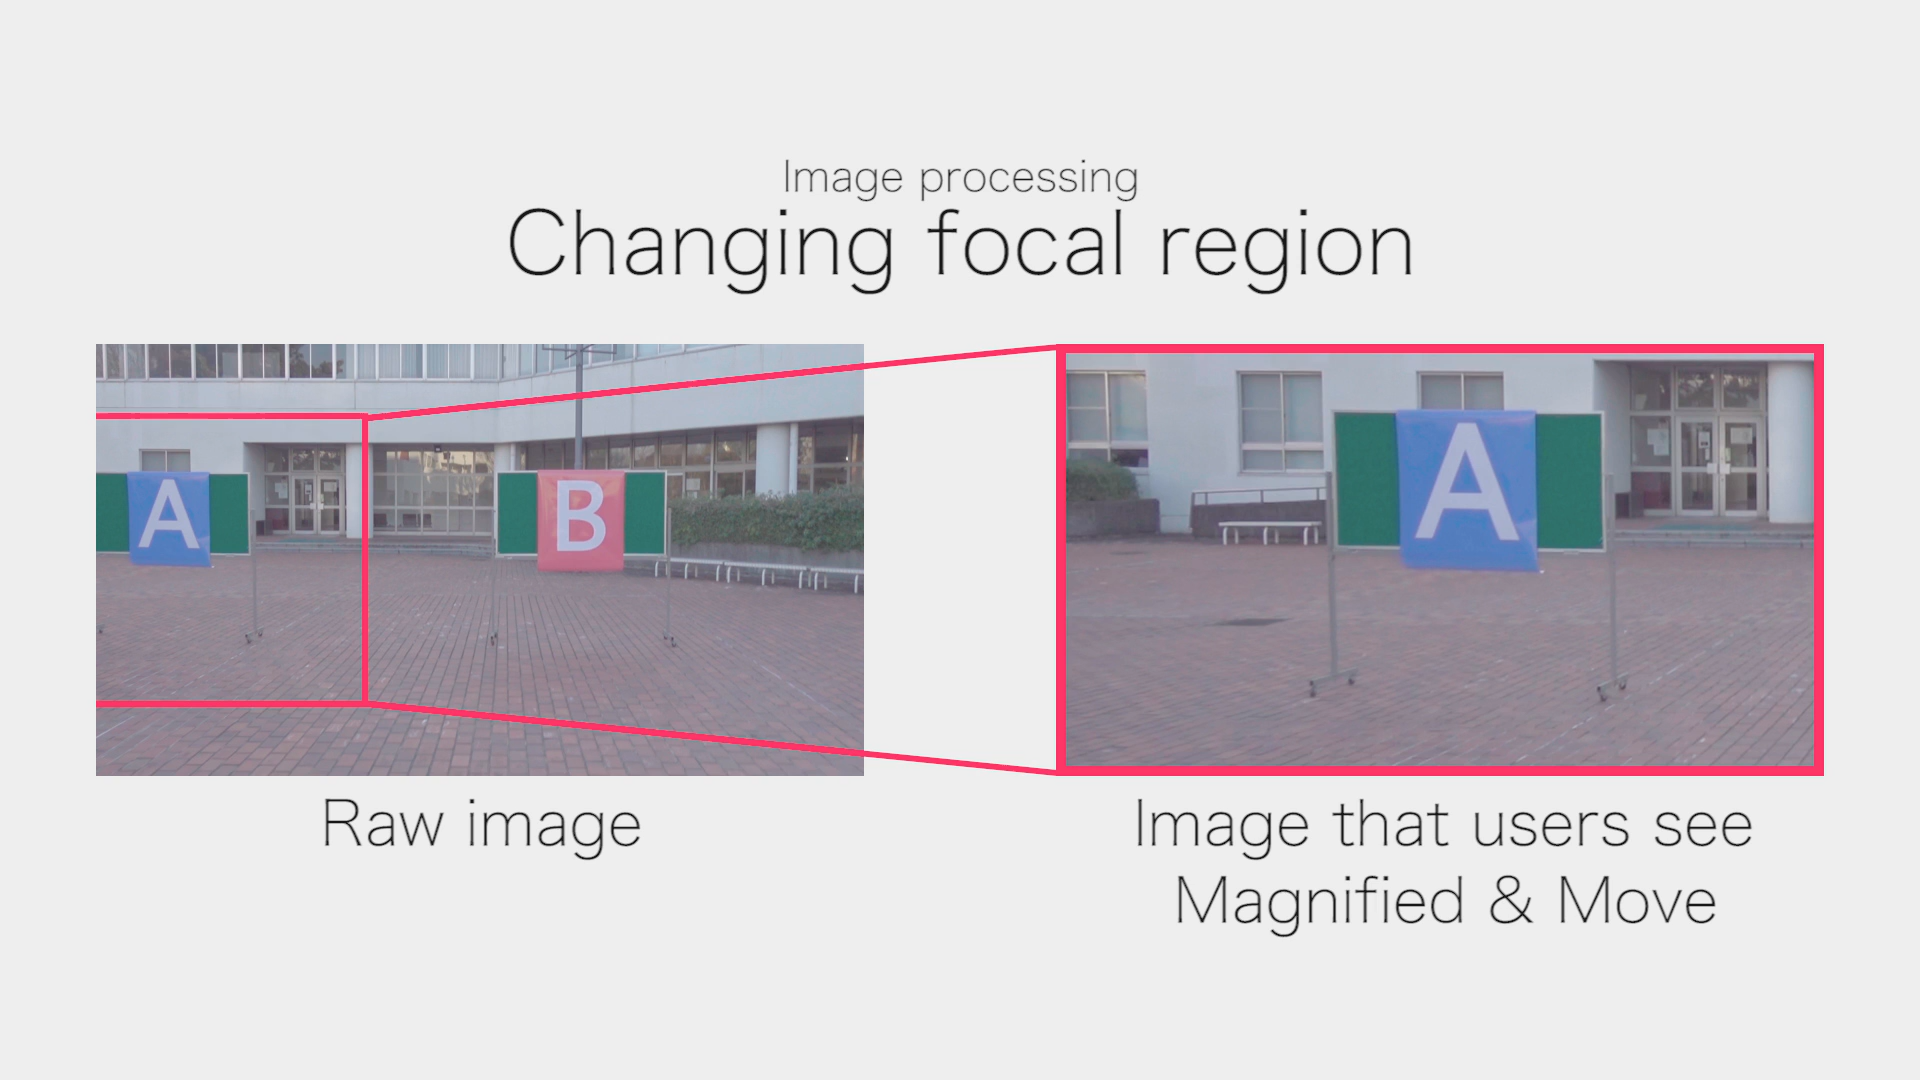 Image processing
Changing focal region
A
B
A
Raw image
Image that users see
Magnified & Move